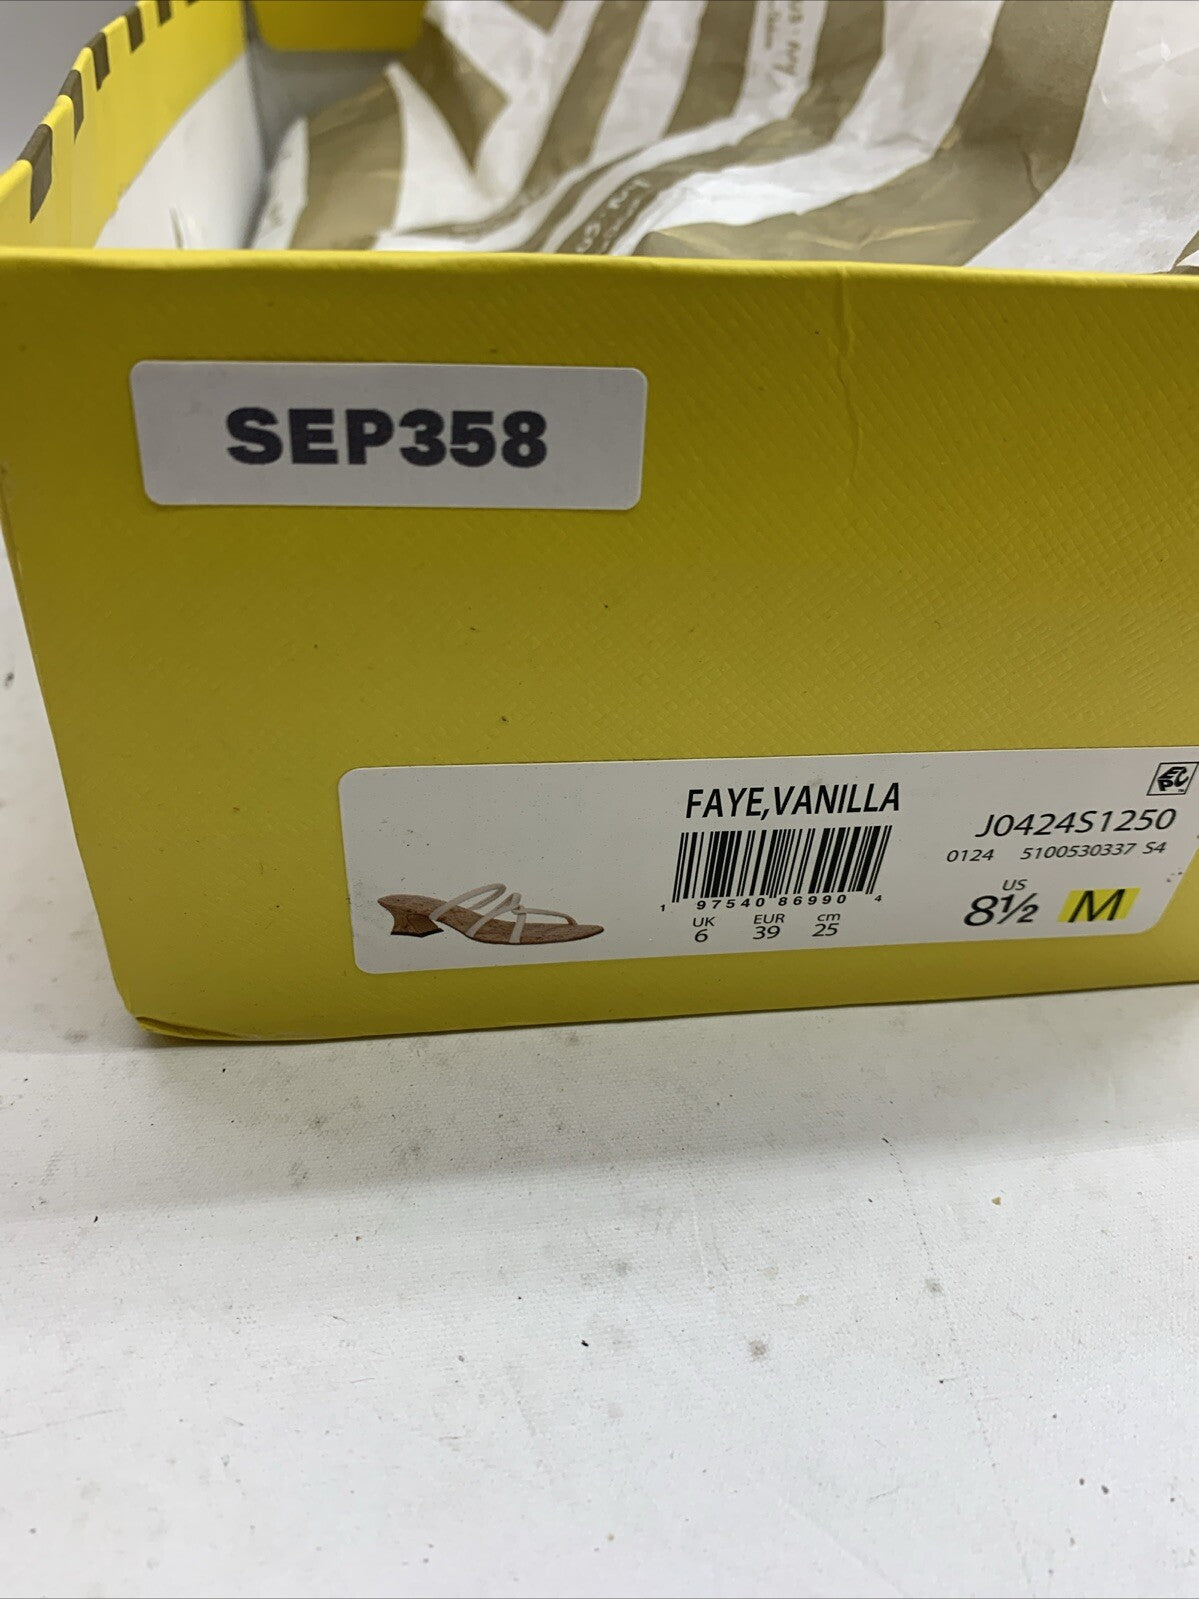 SEP358
FAYE,VANILLA
J0424S1250
0124 5100530337 S4
1 97540 86990 4
UK EUR cm
6 39 25
US
8½ M